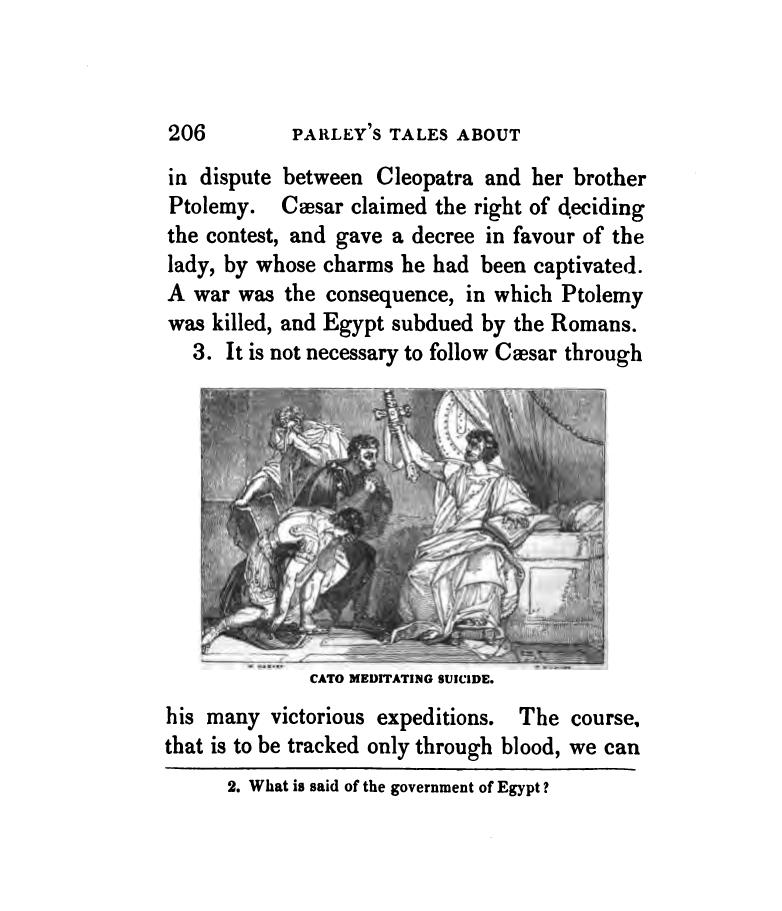 206 PARLEY'S TALES ABOUT
in dispute between Cleopatra and her brother
Ptolemy. Cæsar claimed the right of deciding
the contest, and gave a decree in favour of the
lady, by whose charms he had been captivated.
A war was the consequence, in which Ptolemy
was killed, and Egypt subdued by the Romans.
3. It is not necessary to follow Cæsar through
CATO MEDITATING SUICIDE.
his many victorious expeditions. The course,
that is to be tracked only through blood, we can
2. What is said of the government of Egypt?